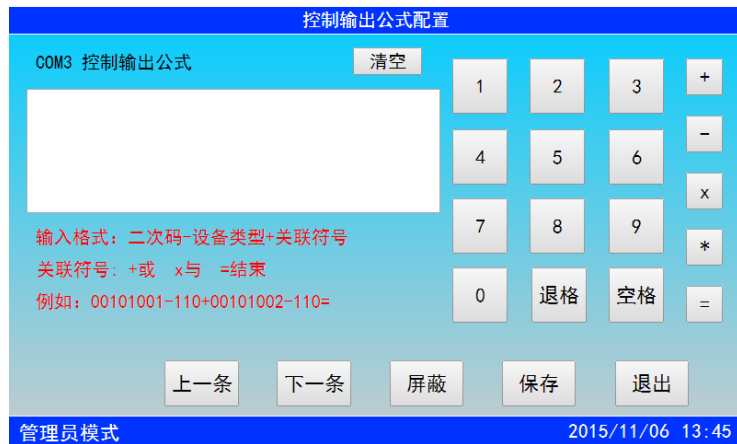 控制输出公式配置
COM3 控制输出公式
清空
1 2 3 +
4 5 6 -
x
7 8 9 *
0 退格 空格 =
输入格式：二次码-设备类型+关联符号
关联符号: +或 x与 =结束
例如：00101001-110+00101002-110=
上一条 下一条 屏蔽 保存 退出
管理员模式 2015/11/06 13:45